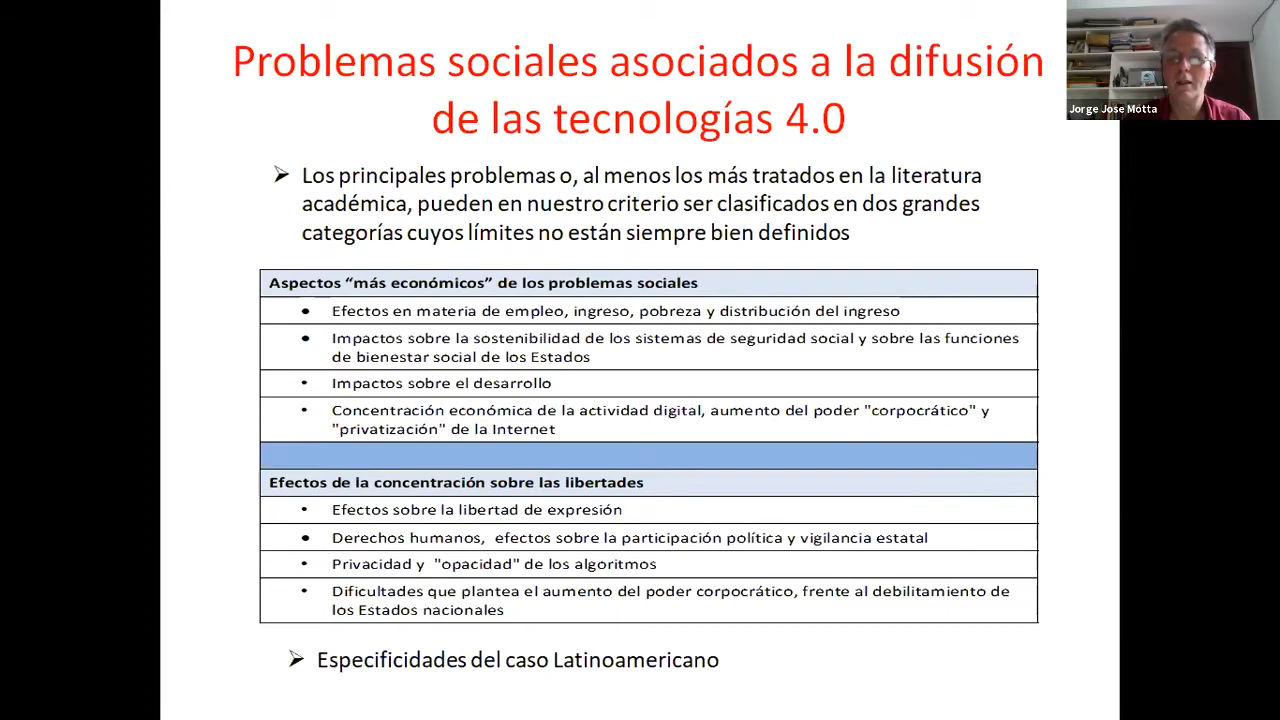 Problemas sociales asociados a la difusión
de las tecnologías 4.0
Jorge Jose Motta
Los principales problemas o, al menos los más tratados en la literatura
académica, pueden en nuestro criterio ser clasificados en dos grandes
categorías cuyos límites no están siempre bien definidos
Aspectos “más económicos” de los problemas sociales
• Efectos en materia de empleo, ingreso, pobreza y distribución del ingreso
• Impactos sobre la sostenibilidad de los sistemas de seguridad social y sobre las funciones
de bienestar social de los Estados
• Impactos sobre el desarrollo
• Concentración económica de la actividad digital, aumento del poder "corpocrático" y
"privatización" de la Internet
Efectos de la concentración sobre las libertades
• Efectos sobre la libertad de expresión
• Derechos humanos, efectos sobre la participación política y vigilancia estatal
• Privacidad y "opacidad" de los algoritmos
• Dificultades que plantea el aumento del poder corpocrático, frente al debilitamiento de
los Estados nacionales
Especificidades del caso Latinoamericano